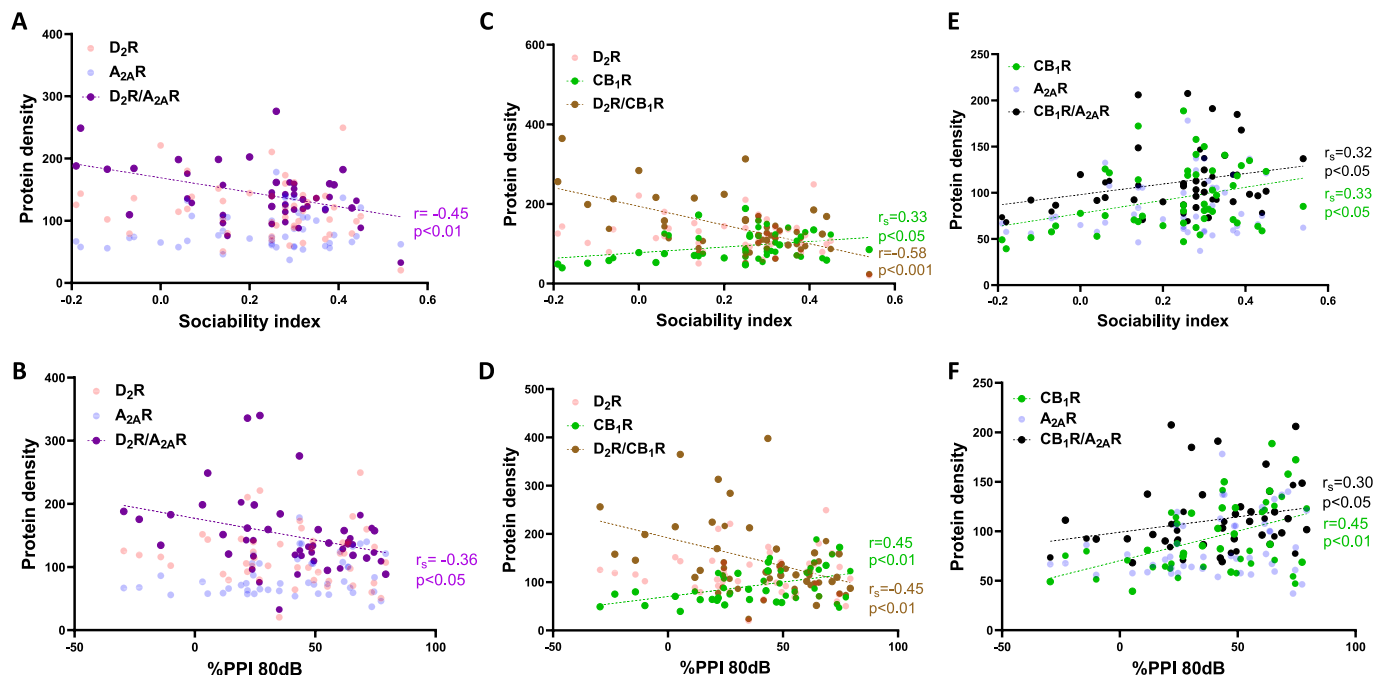 A
400
300
200
100
0
Protein density
D₂R
A₂ₐR
D₂R/A₂ₐR
r= -0.45
p<0.01
-0.2
0.0
0.2
0.4
0.6
Sociability index
C
600
400
200
0
Protein density
D₂R
CB₁R
D₂R/CB₁R
rₛ=0.33
p<0.05
r=-0.58
p<0.001
-0.2
0.0
0.2
0.4
0.6
Sociability index
E
250
200
150
100
50
0
Protein density
CB₁R
A₂ₐR
CB₁R/A₂ₐR
rₛ=0.32
p<0.05
rₛ=0.33
p<0.05
-0.2
0.0
0.2
0.4
0.6
Sociability index
B
400
300
200
100
0
Protein density
D₂R
A₂ₐR
D₂R/A₂ₐR
rₛ= -0.36
p<0.05
-50
0
50
100
%PPI 80dB
D
500
400
300
200
100
0
Protein density
D₂R
CB₁R
D₂R/CB₁R
r=0.45
p<0.01
rₛ=-0.45
p<0.01
-50
0
50
100
%PPI 80dB
F
250
200
150
100
50
0
Protein density
CB₁R
A₂ₐR
CB₁R/A₂ₐR
rₛ=0.30
p<0.05
r=0.45
p<0.01
-50
0
50
100
%PPI 80dB